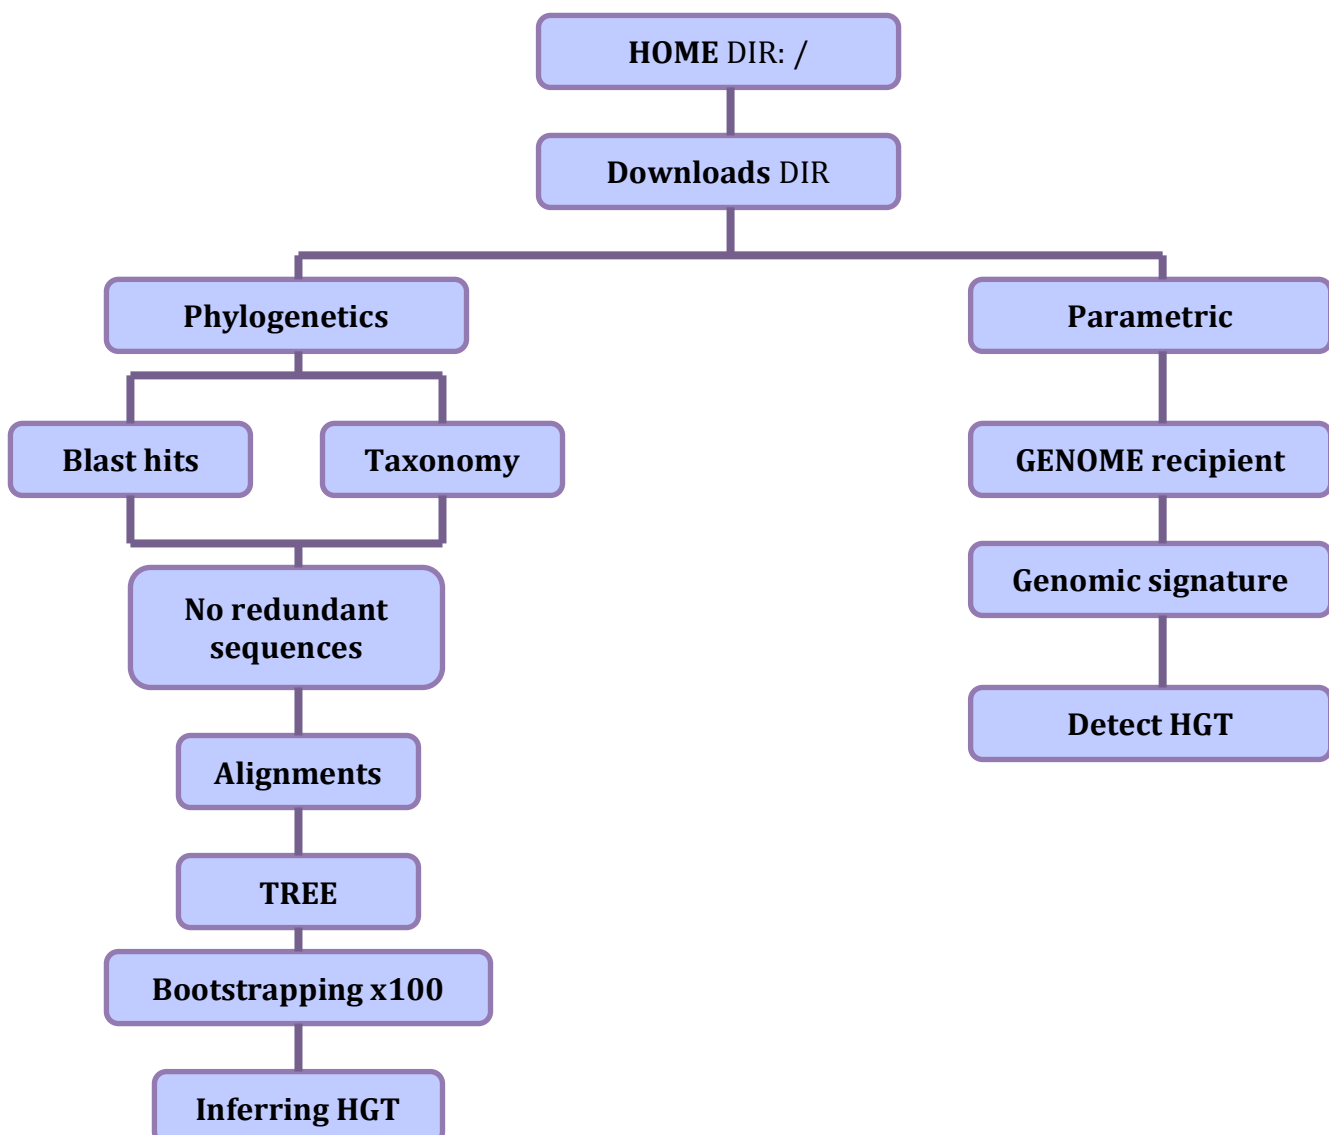 HOME DIR: /
Downloads DIR
Phylogenetics
Parametric
Blast hits
Taxonomy
GENOME recipient
No redundant
sequences
Genomic signature
Alignments
Detect HGT
TREE
Bootstrapping x100
Inferring HGT